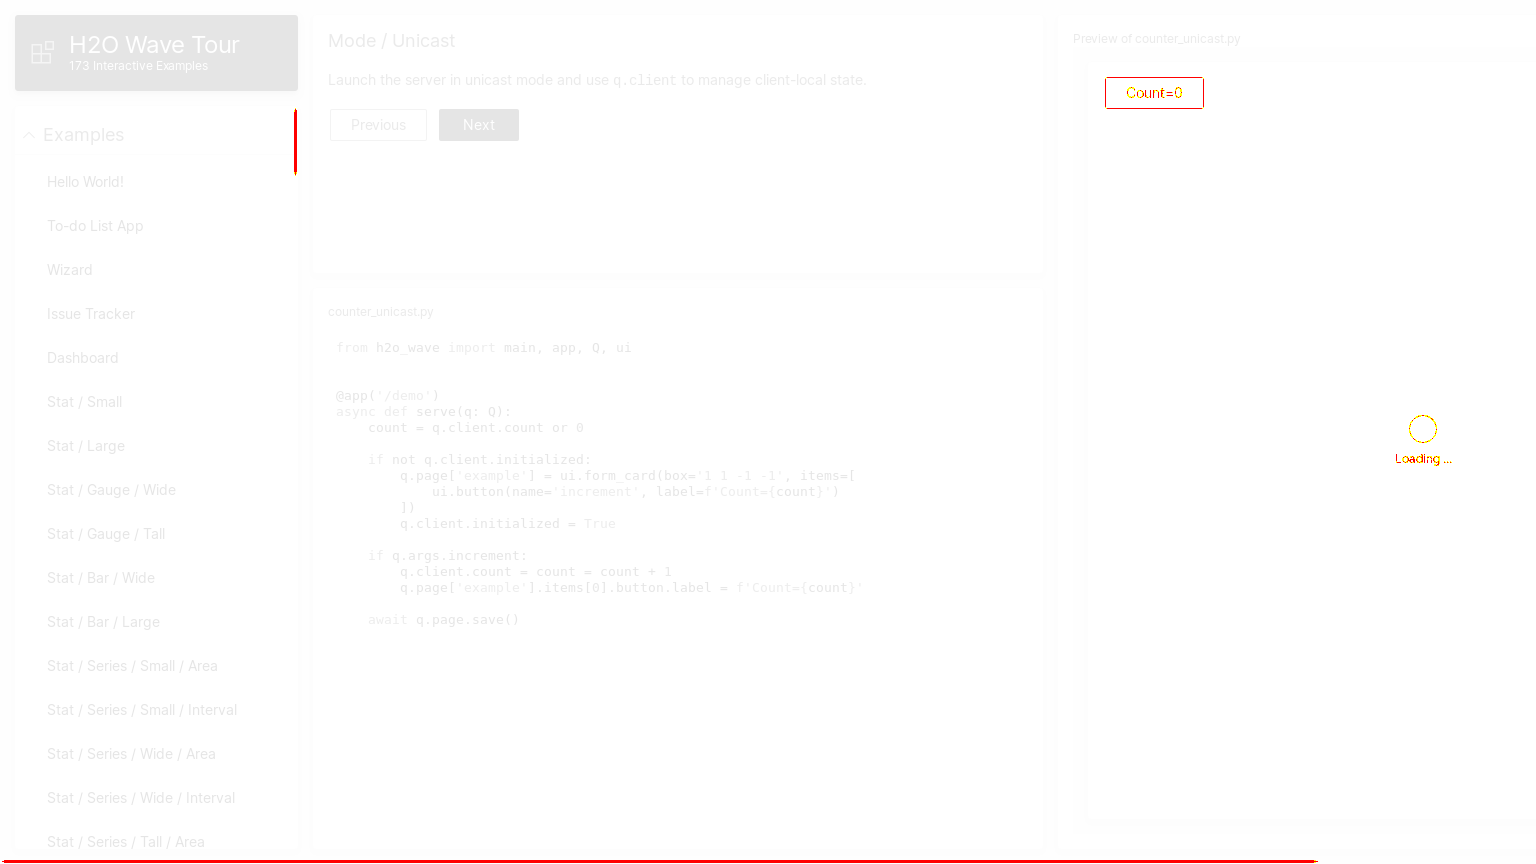 H2O Wave Tour
173 Interactive Examples
Examples
Hello World!
To-do List App
Wizard
Issue Tracker
Dashboard
Stat / Small
Stat / Large
Stat / Gauge / Wide
Stat / Gauge / Tall
Stat / Bar / Wide
Stat / Bar / Large
Stat / Series / Small / Area
Stat / Series / Small / Interval
Stat / Series / Wide / Area
Stat / Series / Wide / Interval
Stat / Series / Tall / Area
Mode / Unicast
Launch the server in unicast mode and use q.client to manage client-local state.
Previous
Next
counter_unicast.py
from h2o_wave import main, app, Q, ui
@app('/demo')
async def serve(q: Q):
    count = q.client.count or 0
    if not q.client.initialized:
        q.page['example'] = ui.form_card(box='1 1 -1 -1', items=[
            ui.button(name='increment', label=f'Count={count}')
        ])
        q.client.initialized = True
    if q.args.increment:
        q.client.count = count = count + 1
        q.page['example'].items[0].button.label = f'Count={count}'
    await q.page.save()
Preview of counter_unicast.py
Count=0
Loading ...